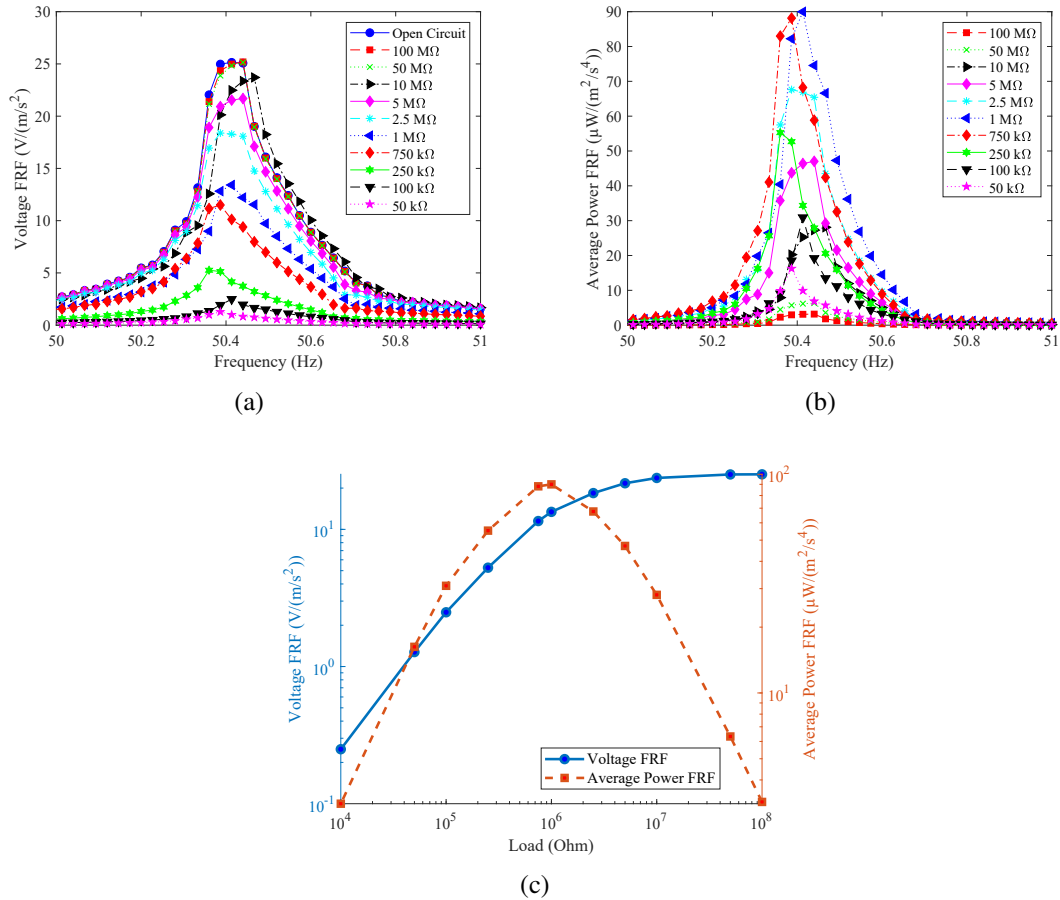 30
25
20
15
10
5
0
Voltage FRF (V/(m/s²))
50
50.2
50.4
50.6
50.8
51
Frequency (Hz)
Open Circuit
100 MΩ
50 MΩ
10 MΩ
5 MΩ
2.5 MΩ
1 MΩ
750 kΩ
250 kΩ
100 kΩ
50 kΩ
(a)
90
80
70
60
50
40
30
20
10
0
Average Power FRF (μW/(m²/s⁴)
50
50.2
50.4
50.6
50.8
51
Frequency (Hz)
100 MΩ
50 MΩ
10 MΩ
5 MΩ
2.5 MΩ
1 MΩ
750 kΩ
250 kΩ
100 kΩ
50 kΩ
(b)
10¹
10⁰
10⁻¹
Voltage FRF (V/(m/s²))
10⁴
10⁵
10⁶
10⁷
10⁸
Load (Ohm)
10²
10¹
Average Power FRF (μW/(m²/s⁴))
Voltage FRF
Average Power FRF
(c)